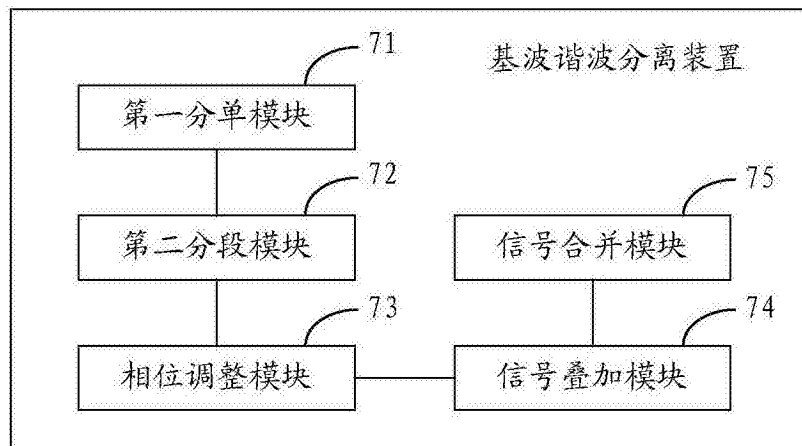 71
基波谐波分离装置
第一分单模块
72
75
第二分段模块
信号合并模块
73
74
相位调整模块
信号叠加模块